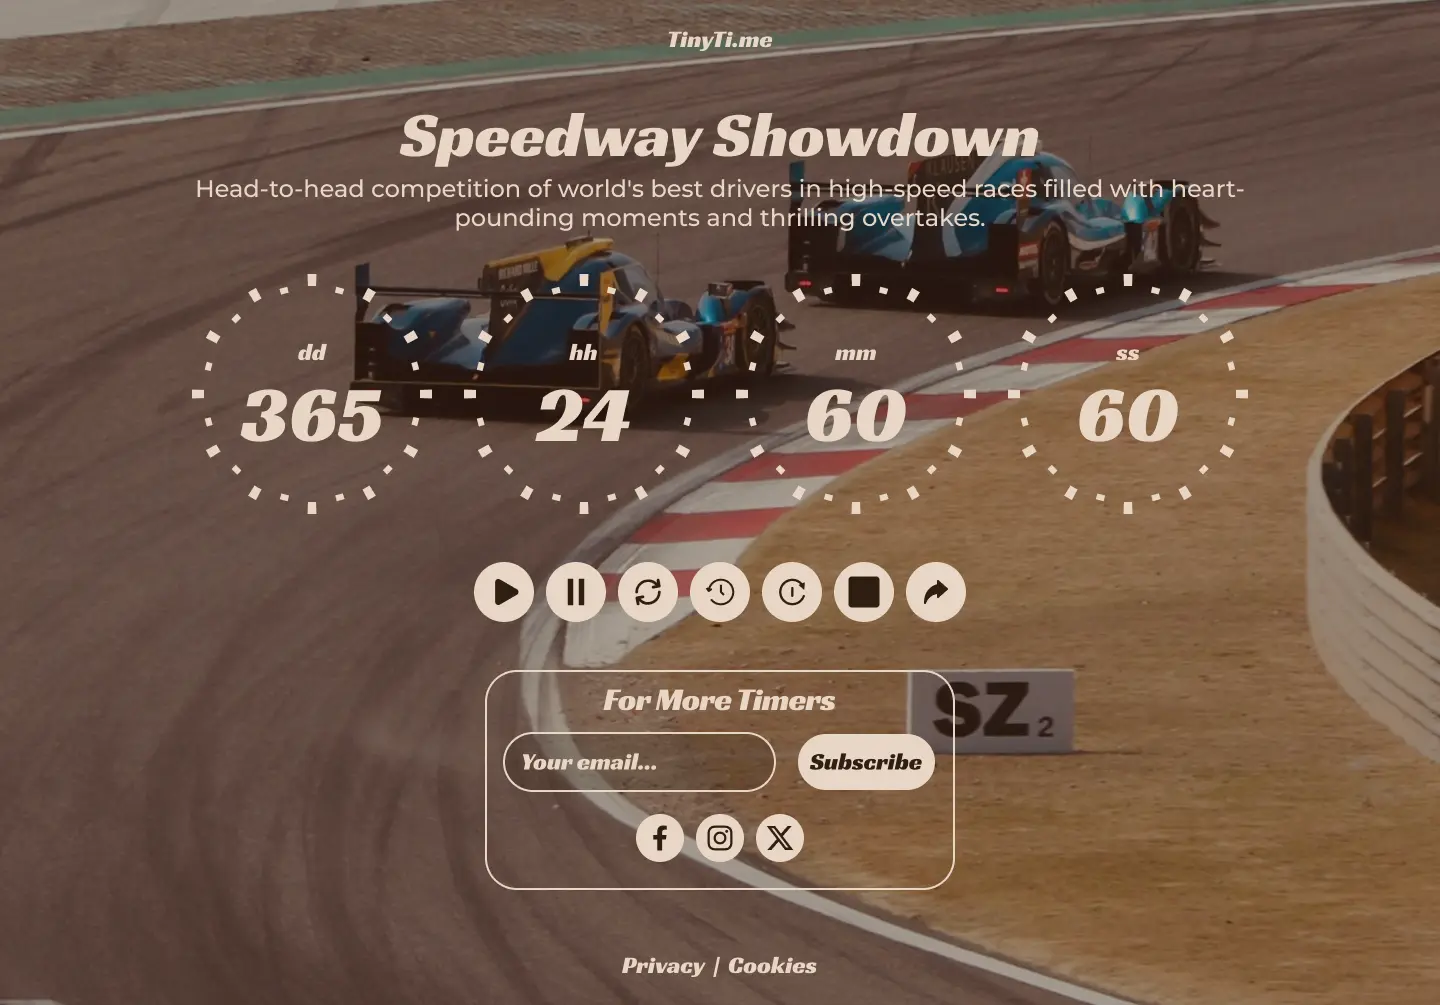 TinyTi.me
Speedway Showdown
Head-to-head competition of world's best drivers in high-speed races filled with heart-
pounding moments and thrilling overtakes.
RICHARD MILLE
dd
hh
mm
ss
365
24
60
60
For More Timers
SZ 2
Your email...
Subscribe
Privacy | Cookies